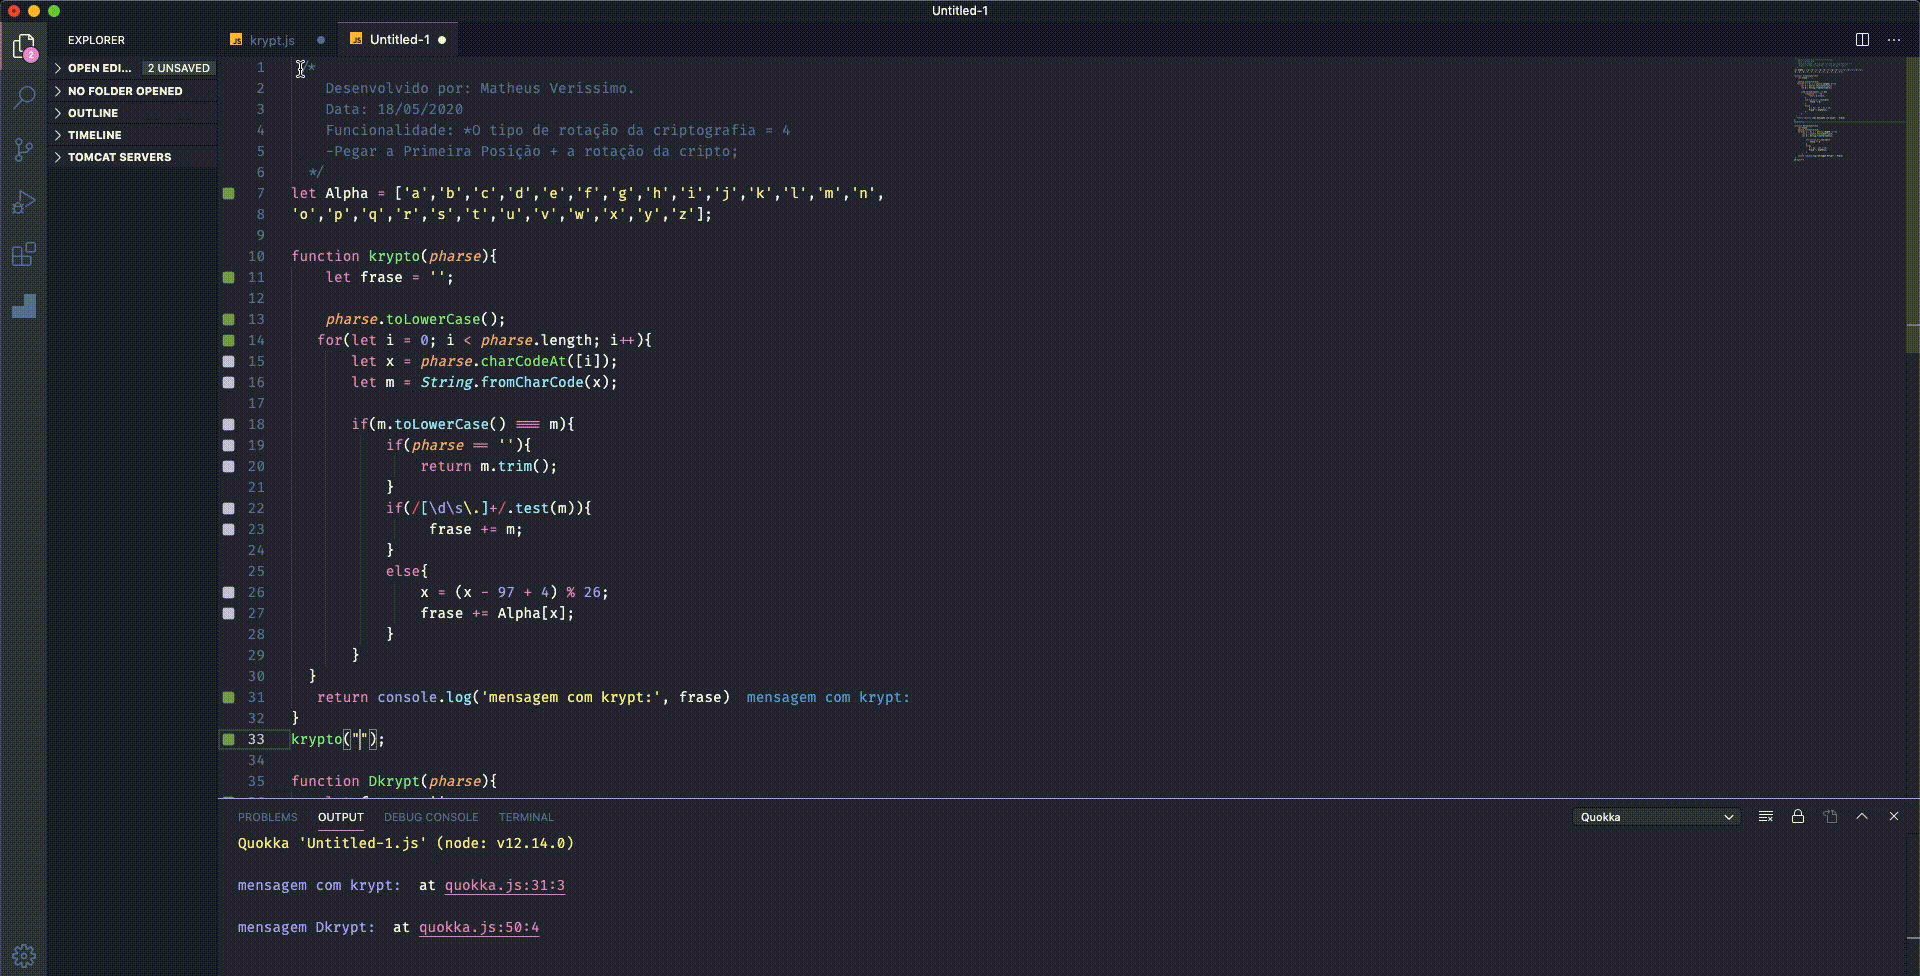 Untitled-1
EXPLORER
OPEN EDI... 2 UNSAVED
NO FOLDER OPENED
OUTLINE
TIMELINE
TOMCAT SERVERS
2
JS krypt.js
JS Untitled-1
1 /*
2 Desenvolvido por: Matheus Veríssimo.
3 Data: 18/05/2020
4 Funcionalidade: *O tipo de rotação da criptografia = 4
5 -Pegar a Primeira Posição + a rotação da cripto;
6 */
7 let Alpha = ['a','b','c','d','e','f','g','h','i','j','k','l','m','n',
8 'o','p','q','r','s','t','u','v','w','x','y','z'];
9
10 function krypto(pharse){
11 let frase = '';
12
13 pharse.toLowerCase();
14 for(let i = 0; i < pharse.length; i++){
15 let x = pharse.charCodeAt([i]);
16 let m = String.fromCharCode(x);
17
18 if(m.toLowerCase() === m){
19 if(pharse == ''){
20 return m.trim();
21 }
22 if(/[\d\s\.]+/.test(m)){
23 frase += m;
24 }
25 else{
26 x = (x - 97 + 4) % 26;
27 frase += Alpha[x];
28 }
29 }
30 }
31 return console.log('mensagem com krypt:', frase) mensagem com krypt:
32 }
33 krypto("");
34
35 function Dkrypt(pharse){
PROBLEMS OUTPUT DEBUG CONSOLE TERMINAL Quokka
Quokka 'Untitled-1.js' (node: v12.14.0)
mensagem com krypt: at quokka.js:31:3
mensagem Dkrypt: at quokka.js:50:4